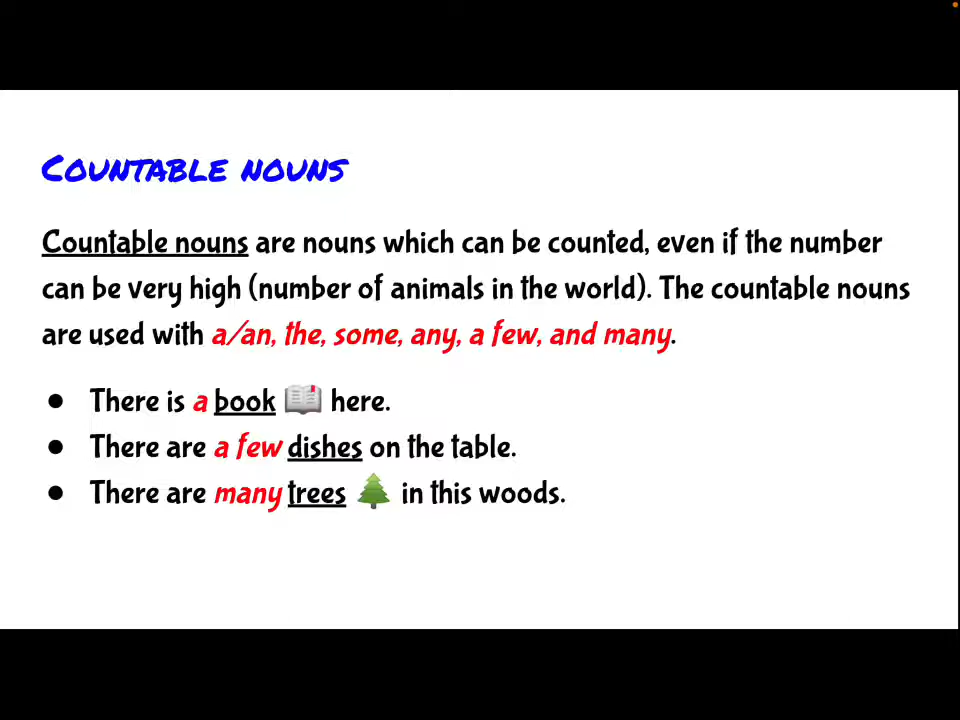 COUNTABLE NOUNS
Countable nouns are nouns which can be counted, even if the number
can be very high (number of animals in the world). The countable nouns
are used with a/an, the, some, any, a few, and many.
● There is a book 📖 here.
● There are a few dishes on the table.
● There are many trees 🌲 in this woods.